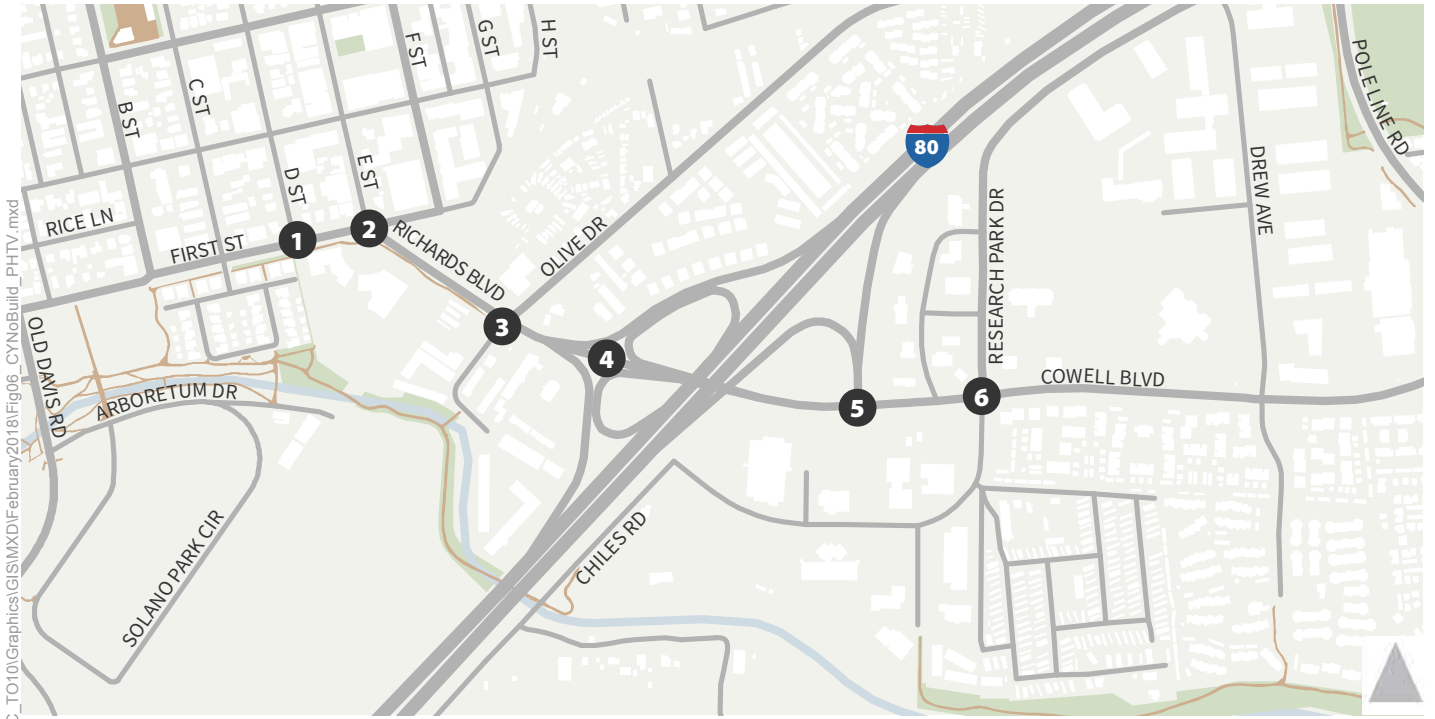 B ST
C ST
F ST
G ST
H ST
D ST
E ST
RICE LN
FIRST ST
1
2
RICHARDS BLVD
OLIVE DR
3
4
80
RESEARCH PARK DR
DREW AVE
POLE LINE RD
COWELL BLVD
5
6
OLD DAVIS RD
ARBORETUM DR
SOLANO PARK CIR
CHILES RD
_TO10\Graphics\GIS\MXD\February2018\Fig06_CYNoBuild_PHTV.mxd